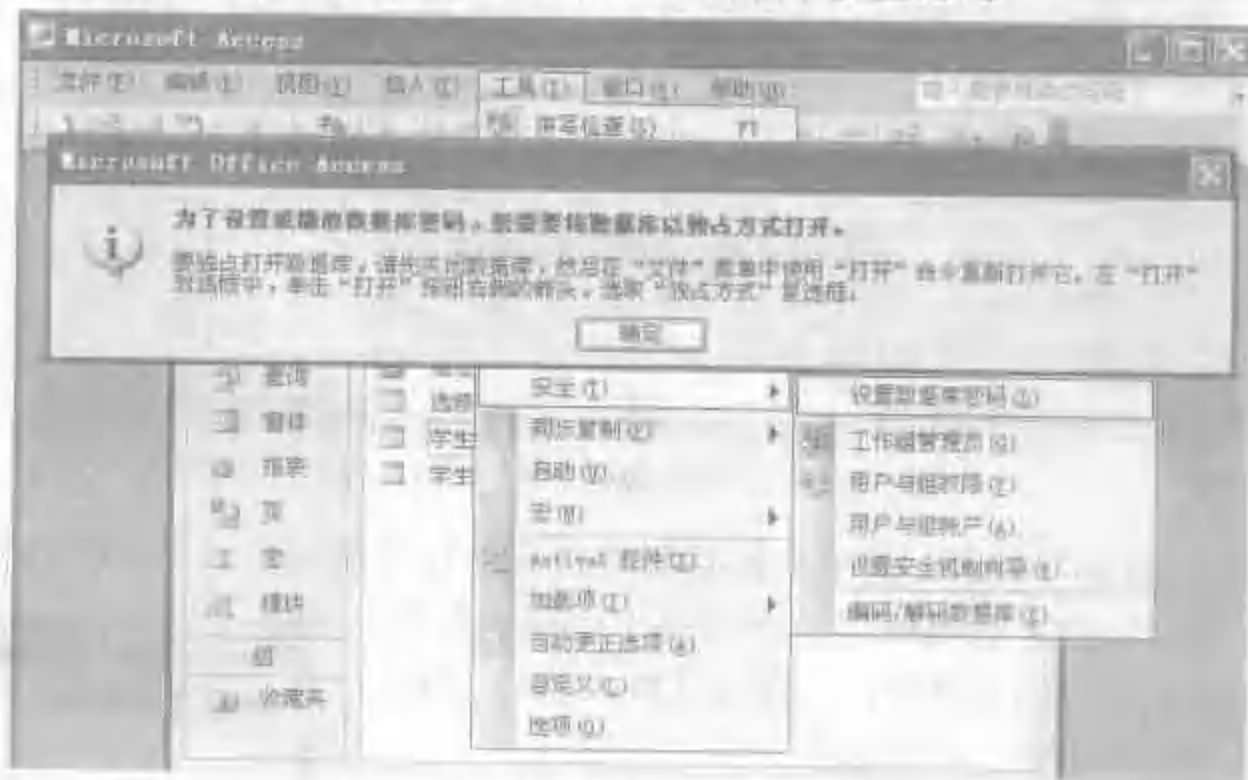 Microsoft Access
文件(F) 编辑(E) 视图(V) 插入(I) 工具(T) 窗口(W) 帮助(H)
拼写检查(S)... F7
Microsoft Office Access
为了设置或撤消数据库密码，您需要将数据库以独占方式打开。
要独占打开数据库，请先关闭数据库，然后在“文件”菜单中使用“打开”命令重新打开它。在“打开”
对话框中，单击“打开”按钮右侧的箭头，选取“独占方式”复选框。
确定
查询
窗体
报表
页
宏
模块
组
收藏夹
选修
学生
学生
安全(T)
同步复制(P)
启动(U)...
宏(M)
ActiveX 控件(C)...
加载项(I)
自动更正选项(A)
自定义(C)
选项(O)
设置数据库密码(D)
工作组管理员(G)
用户与组权限(P)
用户与组帐户(A)
设置安全机制向导(W)...
编码/解码数据库(E)